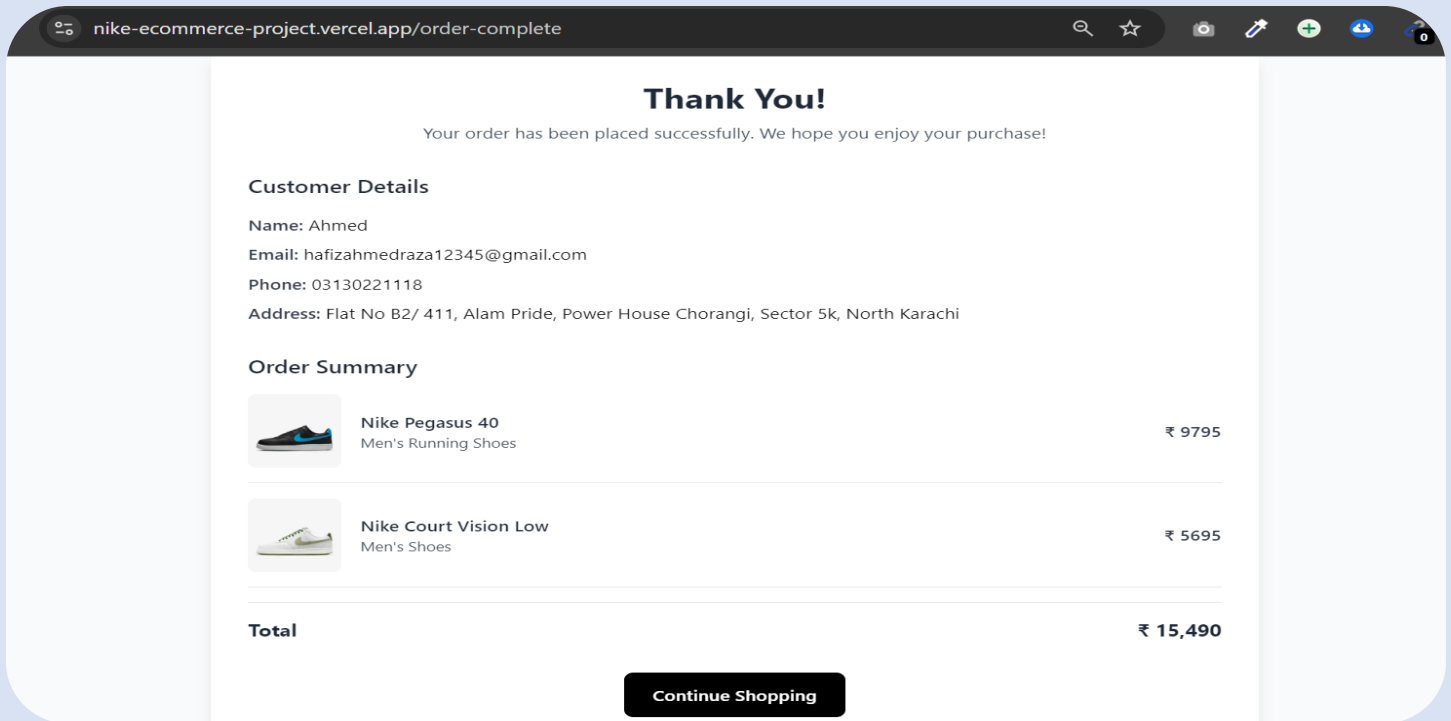 nike-ecommerce-project.vercel.app/order-complete
0
Thank You!
Your order has been placed successfully. We hope you enjoy your purchase!
Customer Details
Name: Ahmed
Email: hafizahmedraza12345@gmail.com
Phone: 03130221118
Address: Flat No B2/ 411, Alam Pride, Power House Chorangi, Sector 5k, North Karachi
Order Summary
Nike Pegasus 40
Men's Running Shoes
₹ 9795
Nike Court Vision Low
Men's Shoes
₹ 5695
Total ₹ 15,490
Continue Shopping